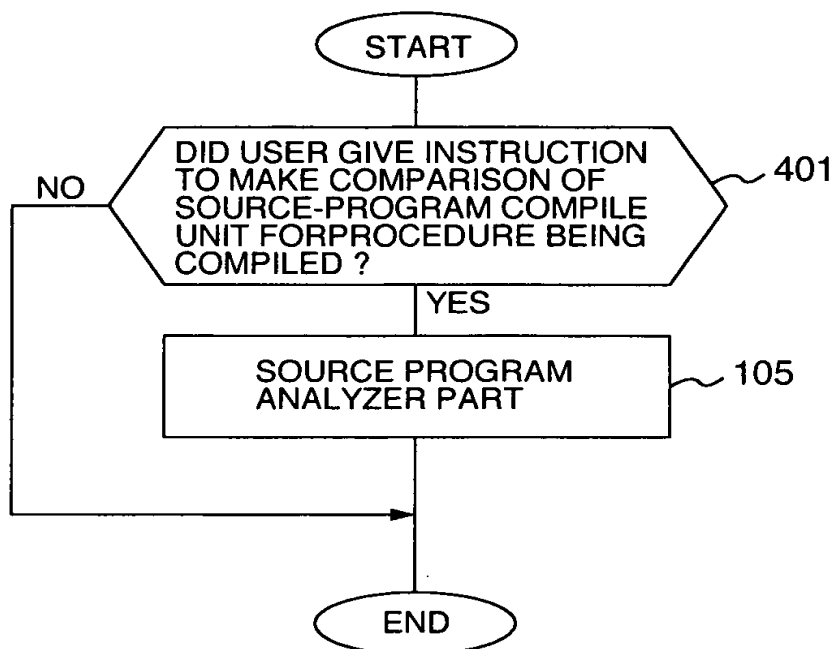 START
DID USER GIVE INSTRUCTION
TO MAKE COMPARISON OF
SOURCE-PROGRAM COMPILE
UNIT FORPROCEDURE BEING
COMPILED ?
401
NO
YES
SOURCE PROGRAM
ANALYZER PART
105
END